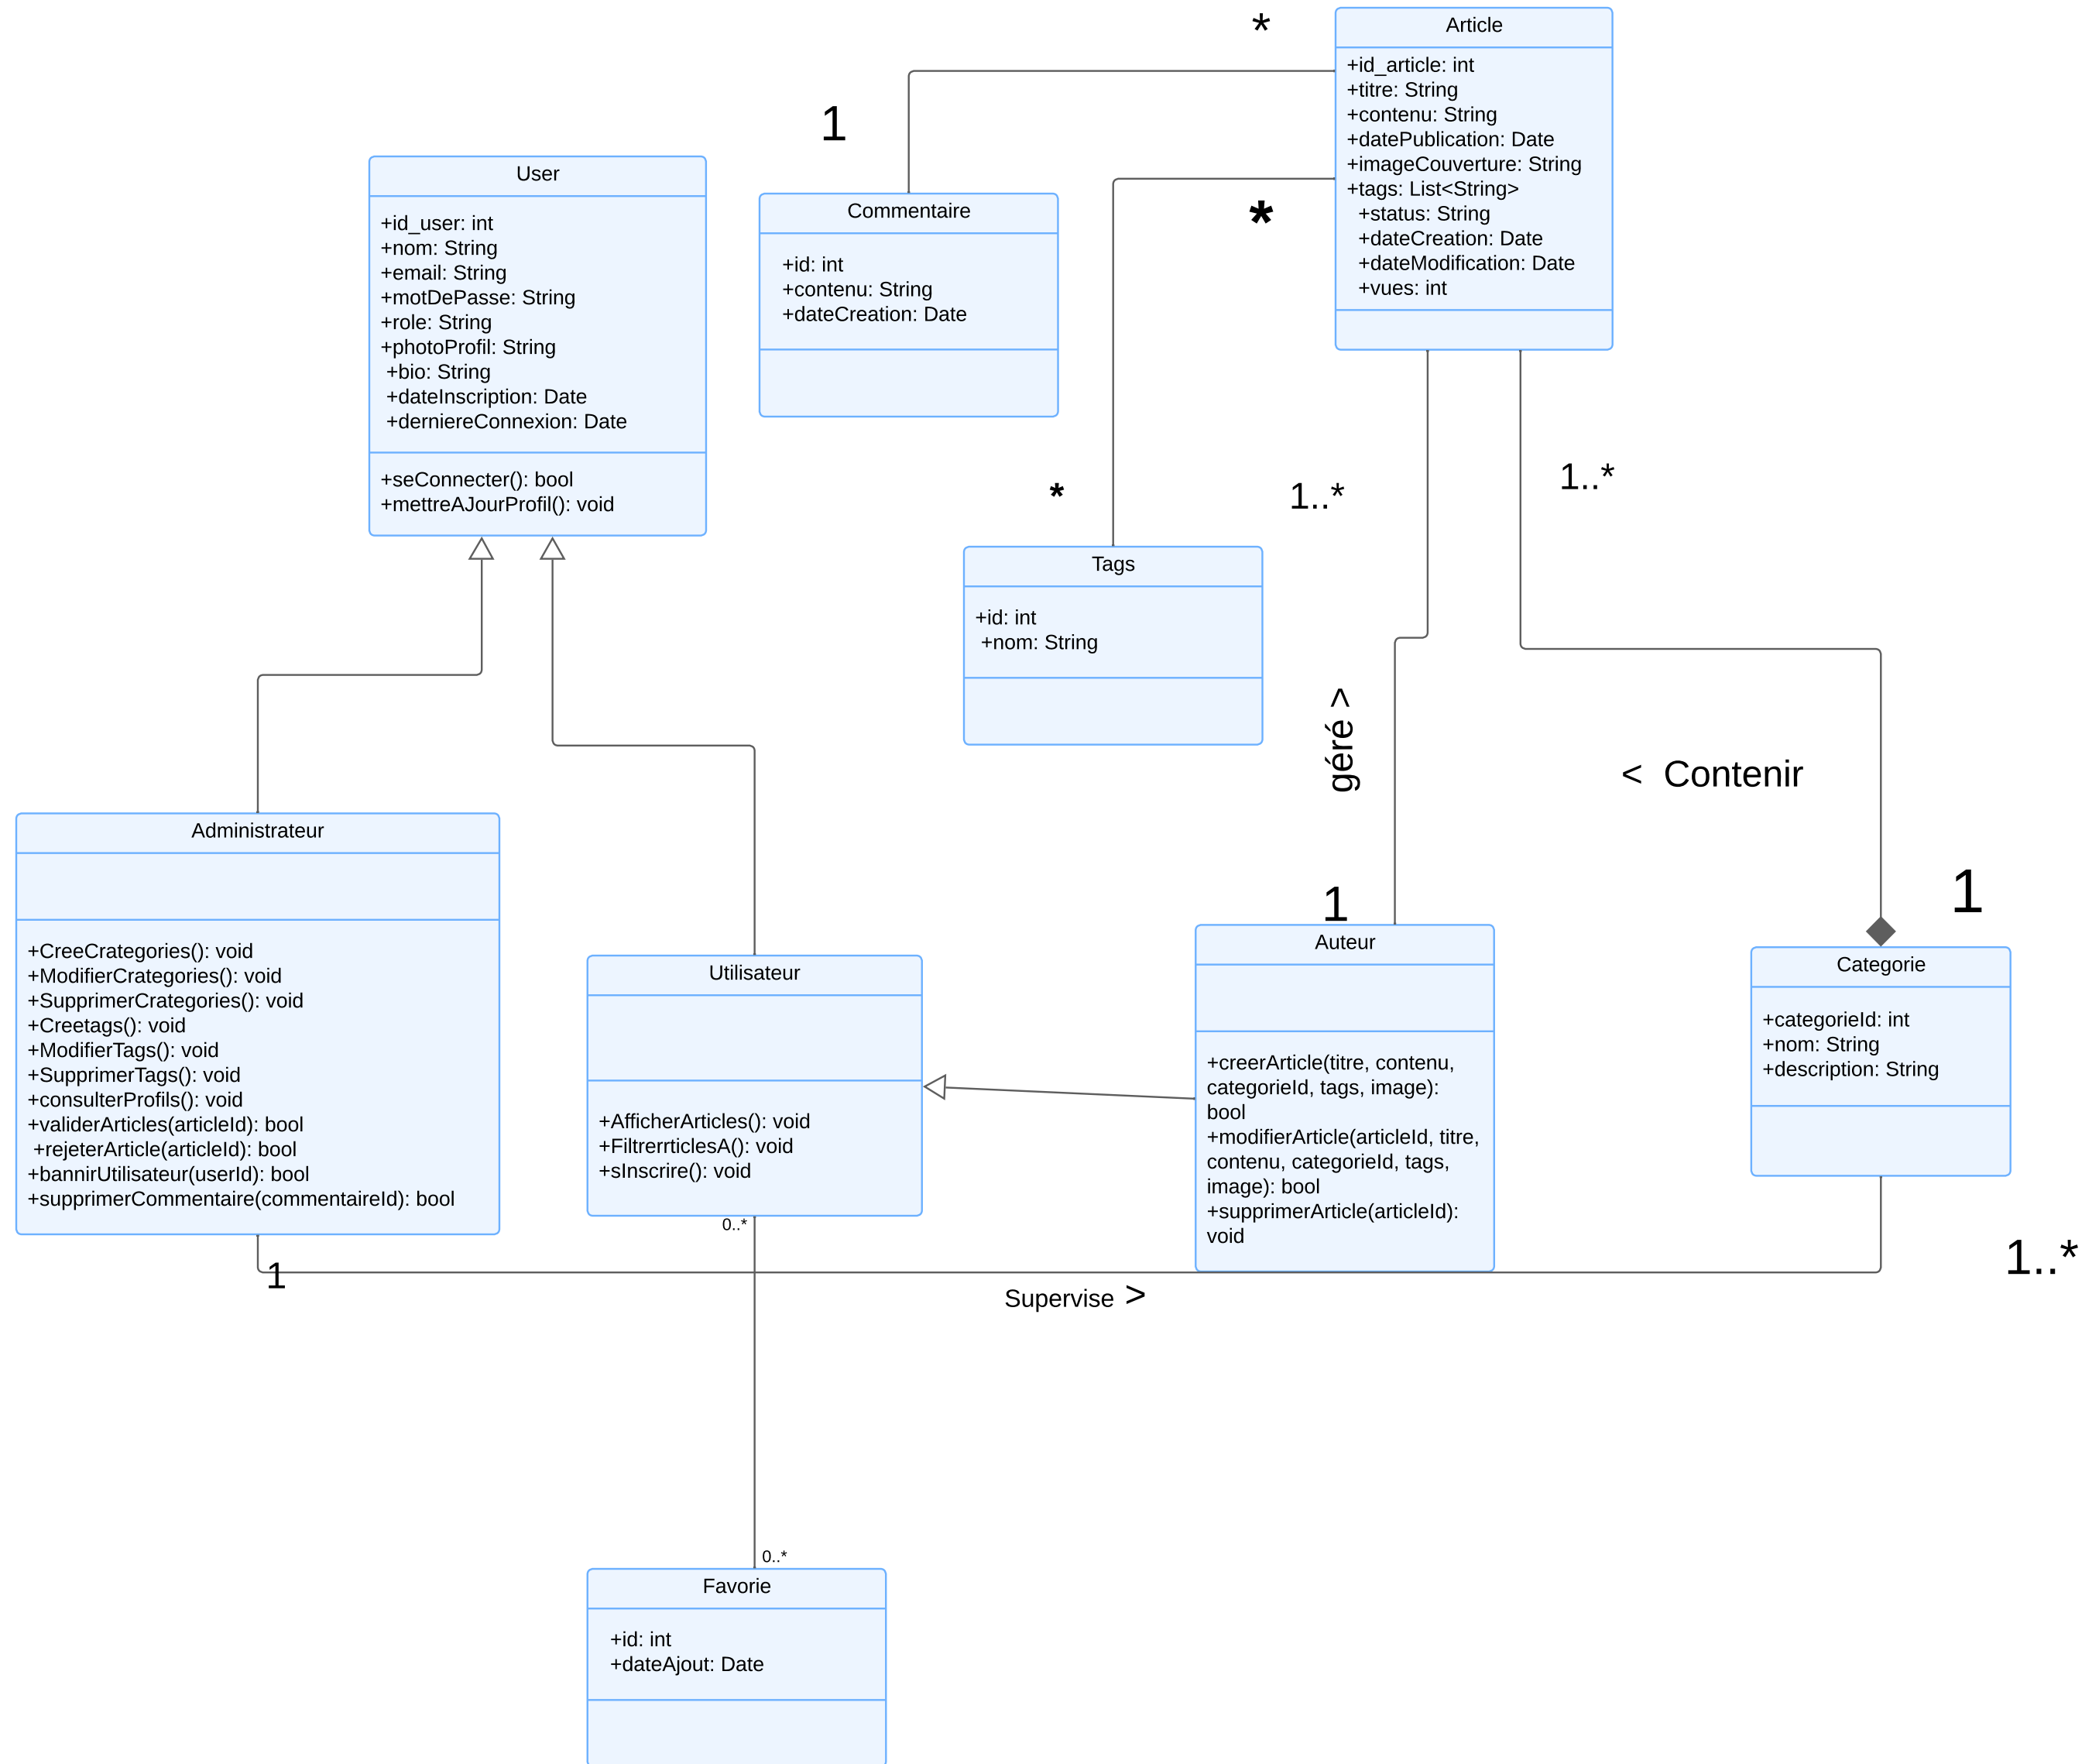 *
Article
+id_article: int
+titre: String
+contenu: String
+datePublication: Date
+imageCouverture: String
+tags: List<String>
+status: String
+dateCreation: Date
+dateModification: Date
+vues: int
1
User
+id_user: int
+nom: String
+email: String
+motDePasse: String
+role: String
+photoProfil: String
+bio: String
+dateInscription: Date
+derniereConnexion: Date
+seConnecter(): bool
+mettreAJourProfil(): void
Commentaire
+id: int
+contenu: String
+dateCreation: Date
*
*
1..*
1..*
Tags
+id: int
+nom: String
géré >
< Contenir
Administrateur
+CreeCrategories(): void
+ModifierCrategories(): void
+SupprimerCrategories(): void
+Creetags(): void
+ModifierTags(): void
+SupprimerTags(): void
+consulterProfils(): void
+validerArticles(articleId): bool
+rejeterArticle(articleId): bool
+bannirUtilisateur(userId): bool
+supprimerCommentaire(commentaireId): bool
Utilisateur
+AfficherArticles(): void
+FiltrerrticlesA(): void
+sInscrire(): void
1
Auteur
+creerArticle(titre, contenu,
categorieId, tags, image):
bool
+modifierArticle(articleId, titre,
contenu, categorieId, tags,
image): bool
+supprimerArticle(articleId):
void
1
Categorie
+categorieId: int
+nom: String
+description: String
0..*
1
1..*
Supervise >
0..*
Favorie
+id: int
+dateAjout: Date